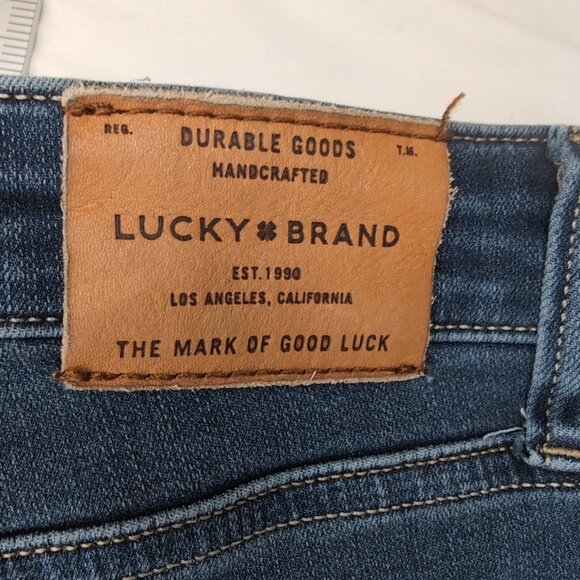 REG. DURABLE GOODS T.M.
HANDCRAFTED
LUCKY BRAND
EST. 1990
LOS ANGELES, CALIFORNIA
THE MARK OF GOOD LUCK